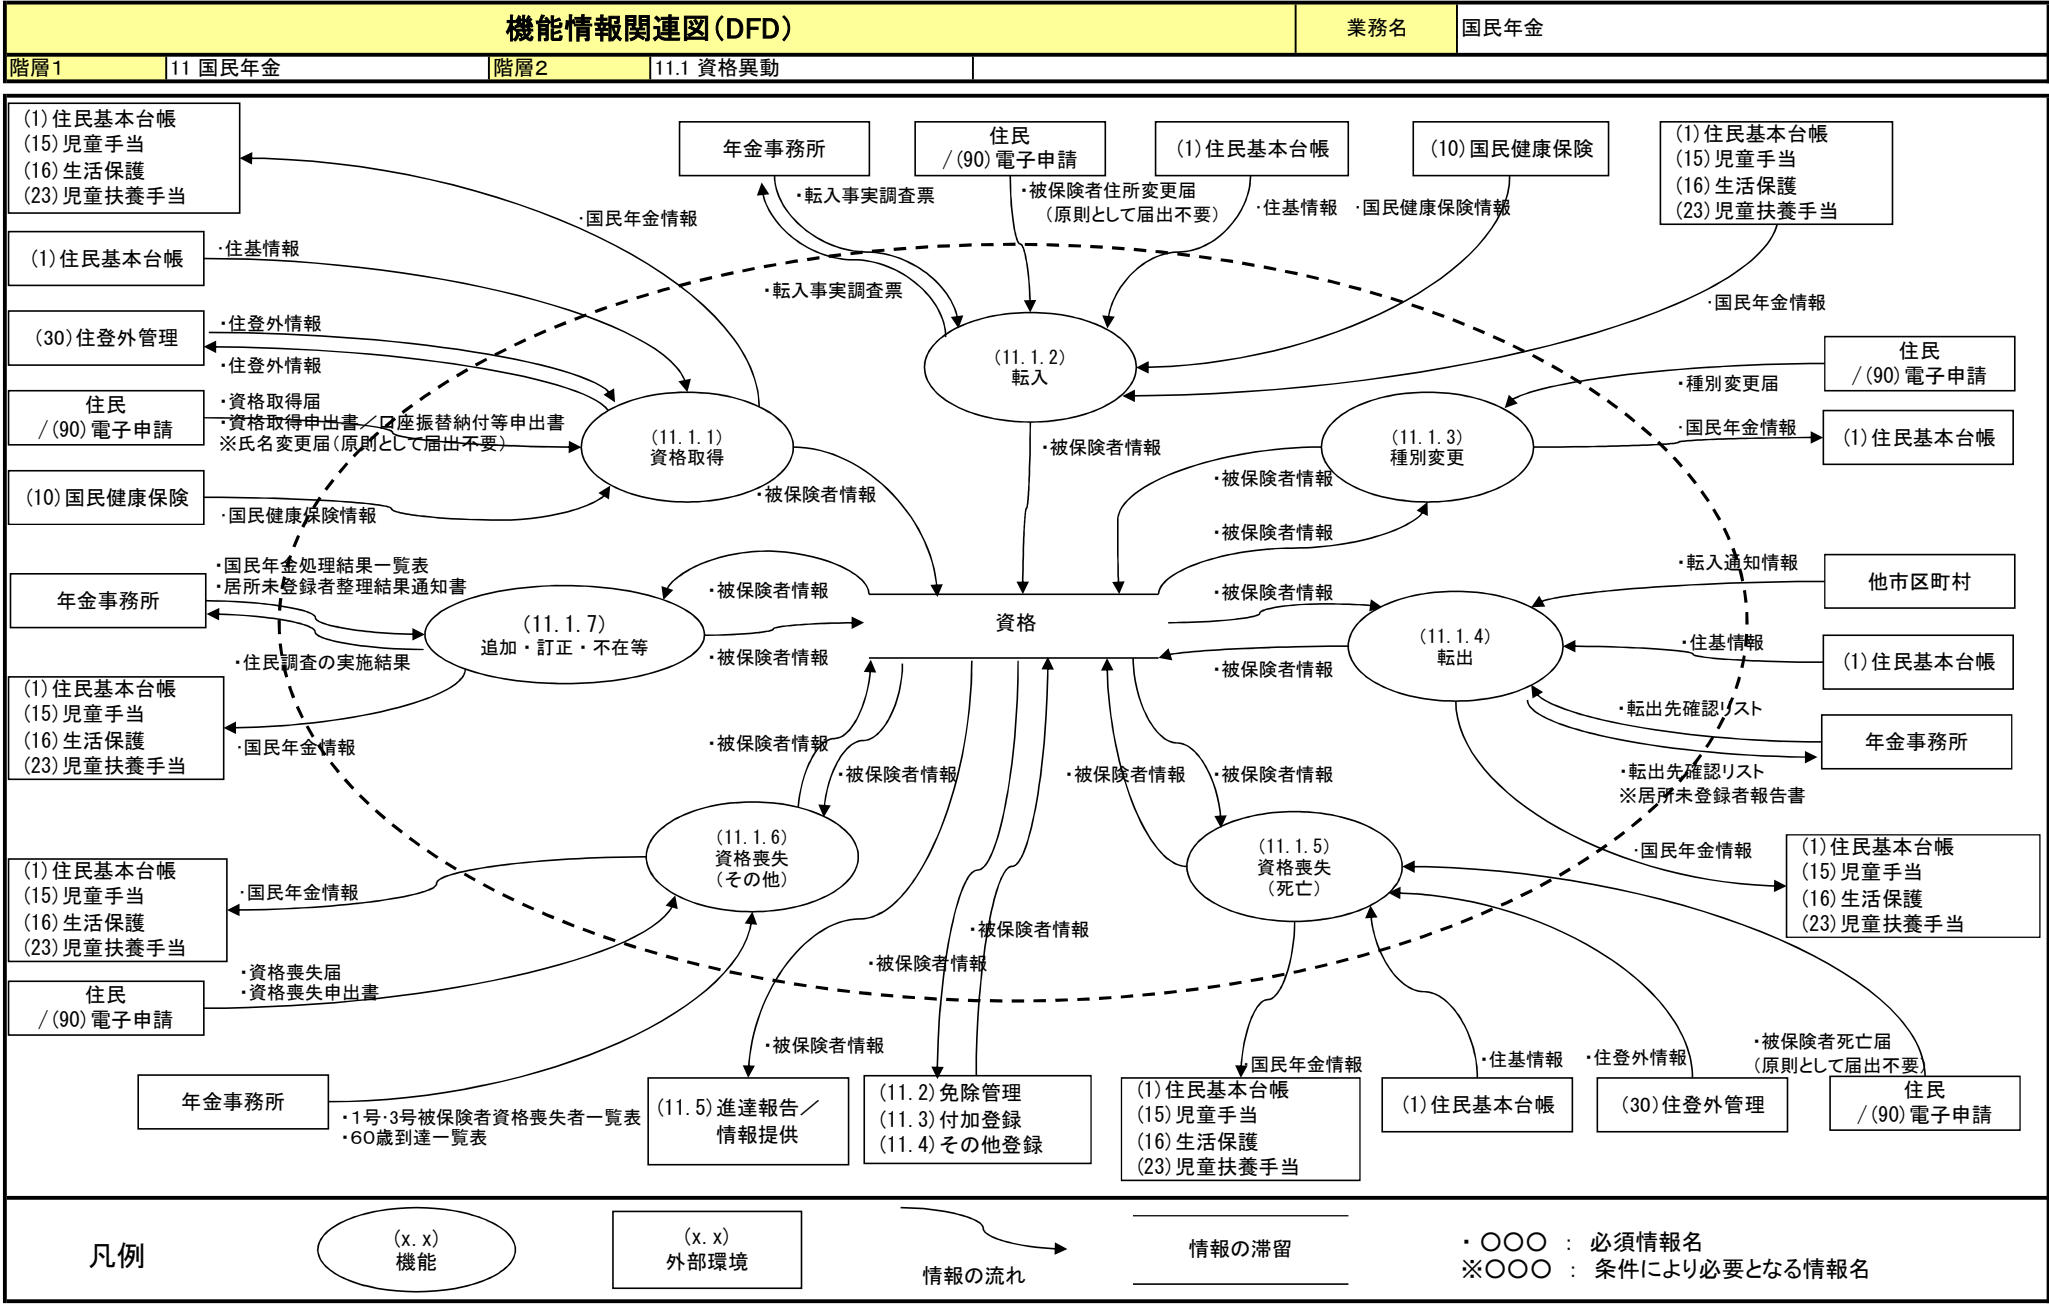 機能情報関連図(DFD)
業務名
国民年金
階層1
11 国民年金
階層2
11.1 資格異動
(1)住民基本台帳
(15)児童手当
(16)生活保護
(23)児童扶養手当
年金事務所
住民
/(90)電子申請
(1)住民基本台帳
(10)国民健康保険
(1)住民基本台帳
(15)児童手当
(16)生活保護
(23)児童扶養手当
・国民年金情報
・転入事実調査票
・被保険者住所変更届
(原則として届出不要)
・住基情報
・国民健康保険情報
(1)住民基本台帳
・住基情報
・転入事実調査票
・国民年金情報
(30)住登外管理
・住登外情報
・住登外情報
(11.1.2)
転入
住民
/(90)電子申請
・種別変更届
住民
/(90)電子申請
・資格取得届
・資格取得申出書/口座振替納付等申出書
※氏名変更届(原則として届出不要)
(11.1.1)
資格取得
・被保険者情報
(11.1.3)
種別変更
・国民年金情報
(1)住民基本台帳
(10)国民健康保険
・国民健康保険情報
・被保険者情報
・被保険者情報
・被保険者情報
年金事務所
・国民年金処理結果一覧表
・居所未登録者整理結果通知書
・被保険者情報
・被保険者情報
・転入通知情報
他市区町村
(11.1.7)
追加・訂正・不在等
資格
(11.1.4)
転出
・住基情報
(1)住民基本台帳
・住民調査の実施結果
・被保険者情報
・被保険者情報
(1)住民基本台帳
(15)児童手当
(16)生活保護
(23)児童扶養手当
・国民年金情報
・転出先確認リスト
年金事務所
・被保険者情報
・被保険者情報
・被保険者情報
・被保険者情報
・転出先確認リスト
※居所未登録者報告書
(11.1.6)
資格喪失
(その他)
(11.1.5)
資格喪失
(死亡)
・国民年金情報
(1)住民基本台帳
(15)児童手当
(16)生活保護
(23)児童扶養手当
(1)住民基本台帳
(15)児童手当
(16)生活保護
(23)児童扶養手当
・国民年金情報
・被保険者情報
・被保険者情報
・資格喪失届
・資格喪失申出書
住民
/(90)電子申請
・被保険者情報
・国民年金情報
・住基情報
・住登外情報
・被保険者死亡届
(原則として届出不要)
年金事務所
・1号・3号被保険者資格喪失者一覧表
・60歳到達一覧表
(11.5)進達報告/
情報提供
(11.2)免除管理
(11.3)付加登録
(11.4)その他登録
(1)住民基本台帳
(15)児童手当
(16)生活保護
(23)児童扶養手当
(1)住民基本台帳
(30)住登外管理
住民
/(90)電子申請
凡例
(x.x)
機能
(x.x)
外部環境
情報の流れ
情報の滞留
・ 〇〇〇 : 必須情報名
※〇〇〇 : 条件により必要となる情報名